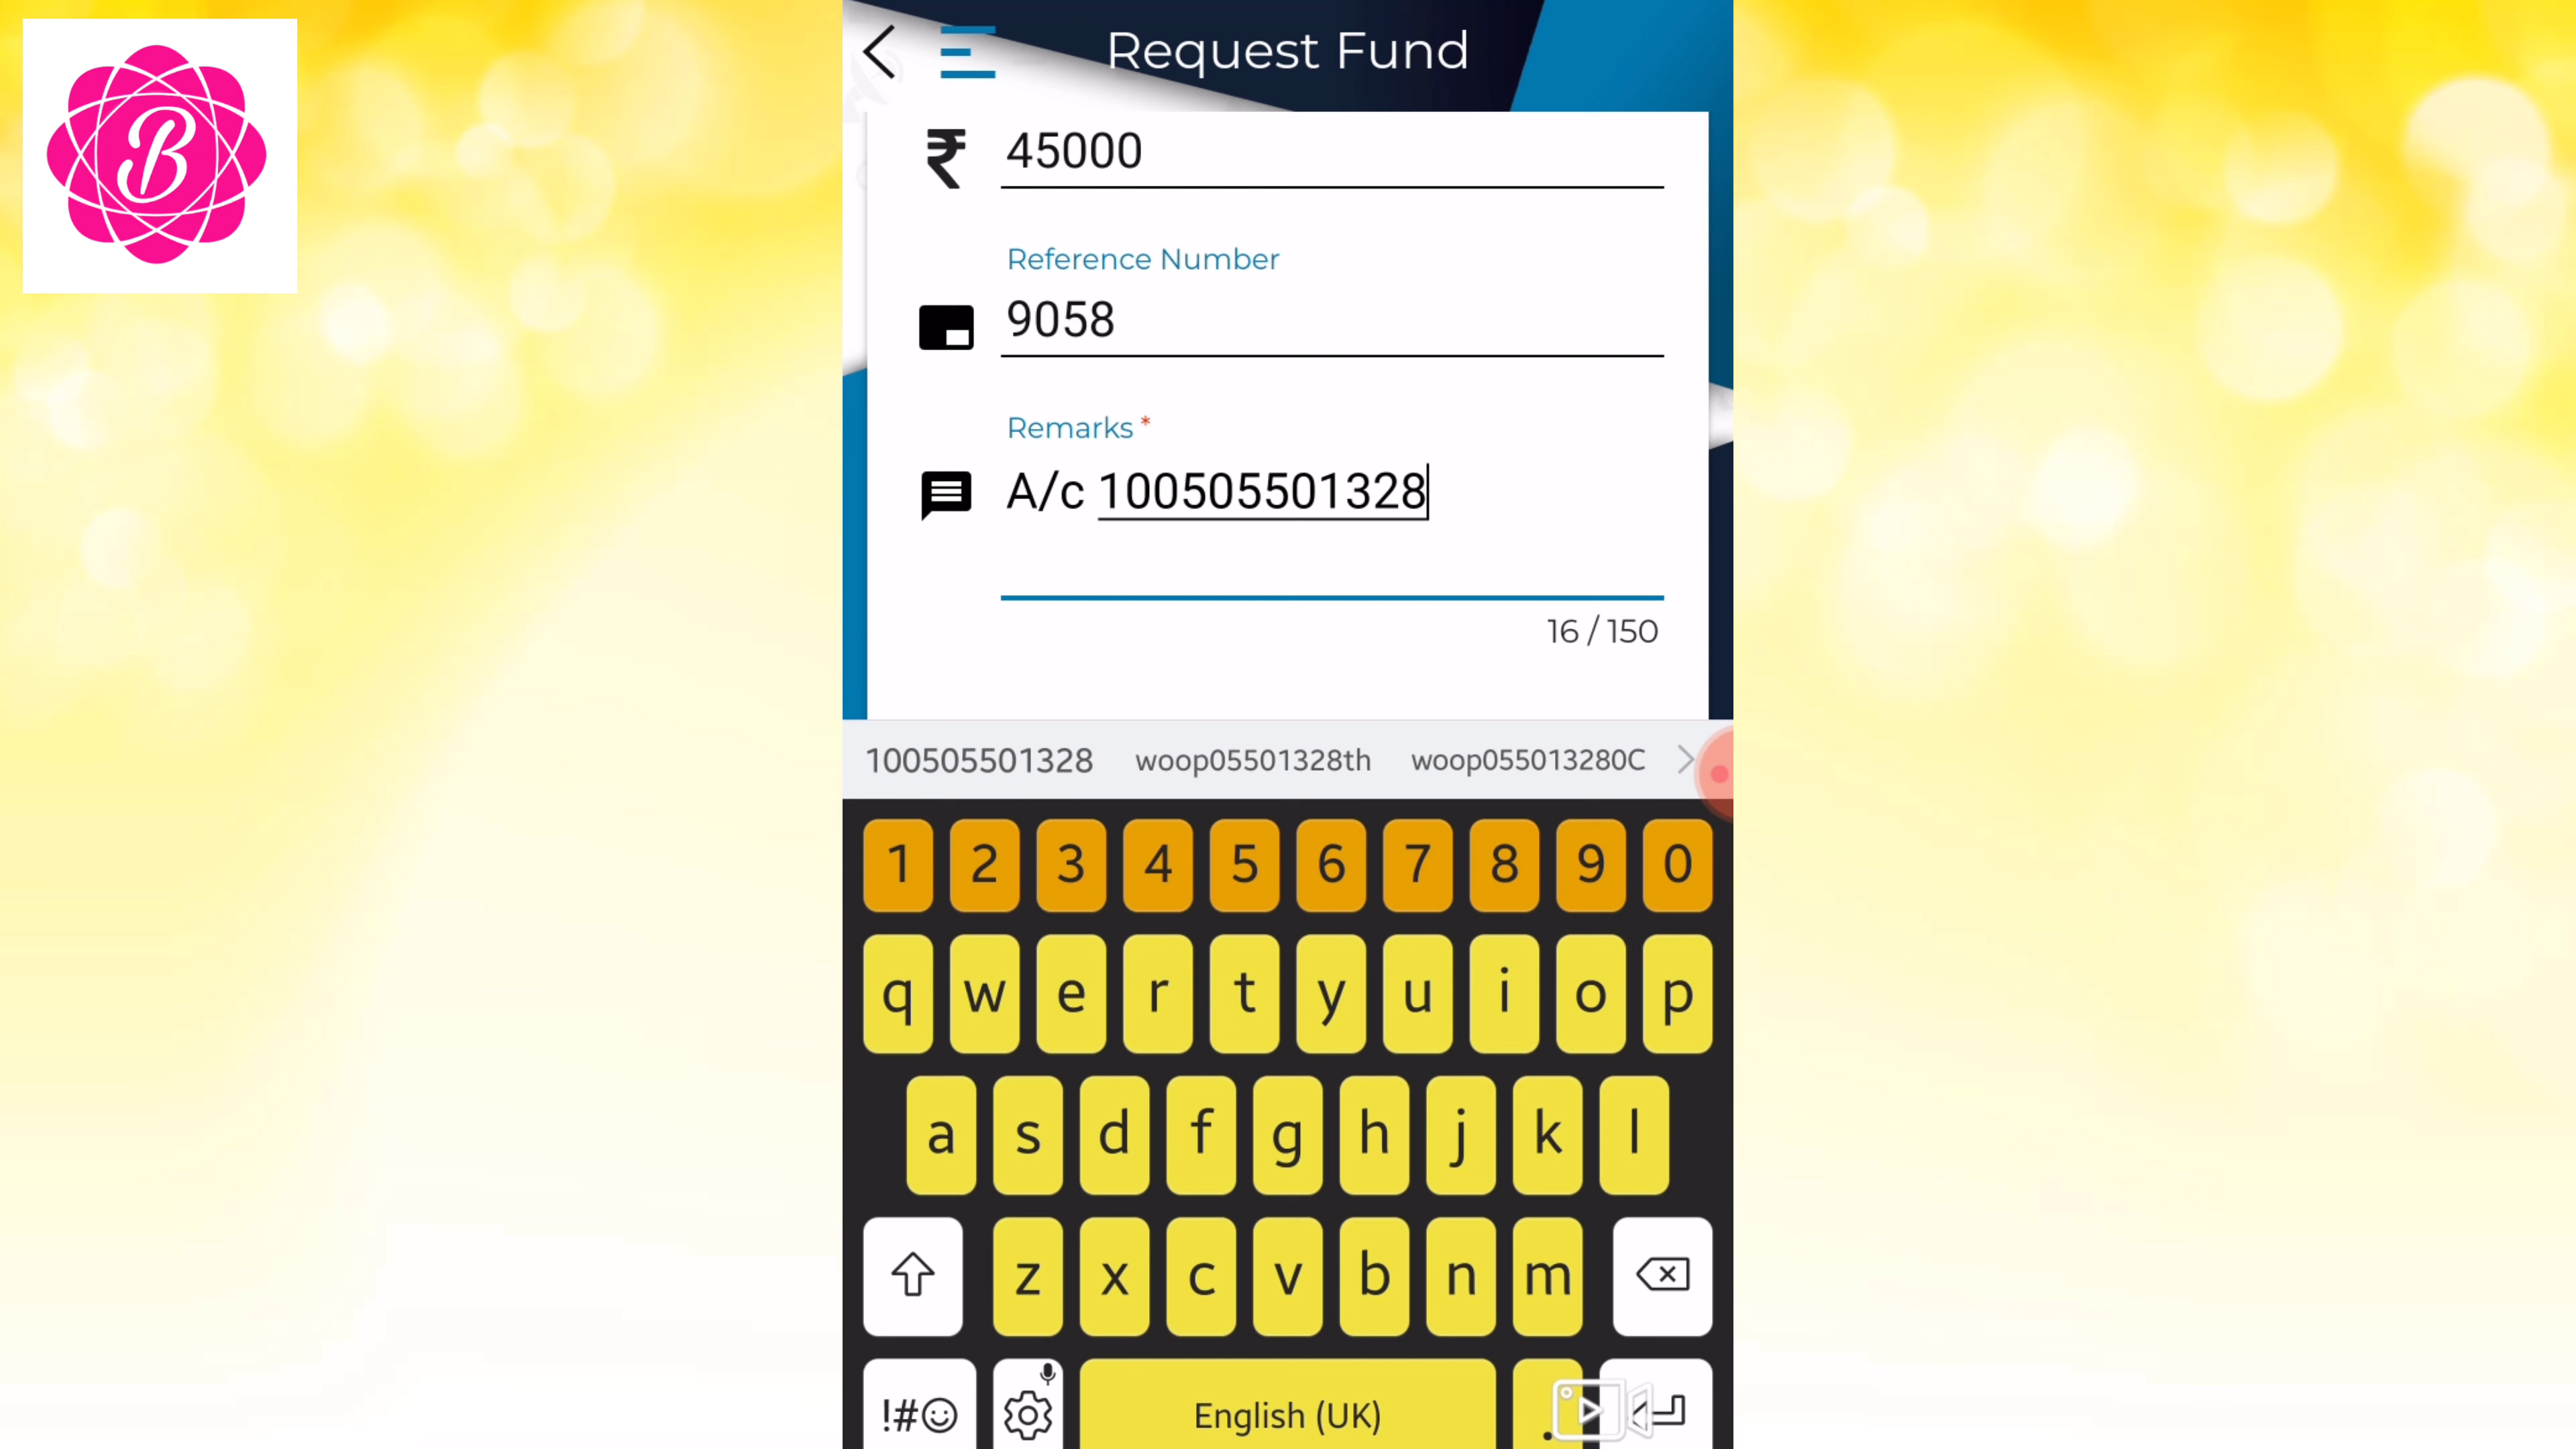 B
Request Fund
₹ 45000
Reference Number
9058
Remarks *
A/c 100505501328
16 / 150
100505501328 woop05501328th woop055013280C
1 2 3 4 5 6 7 8 9 0
q w e r t y u i o p
a s d f g h j k l
z x c v b n m
!#☺ English (UK) .